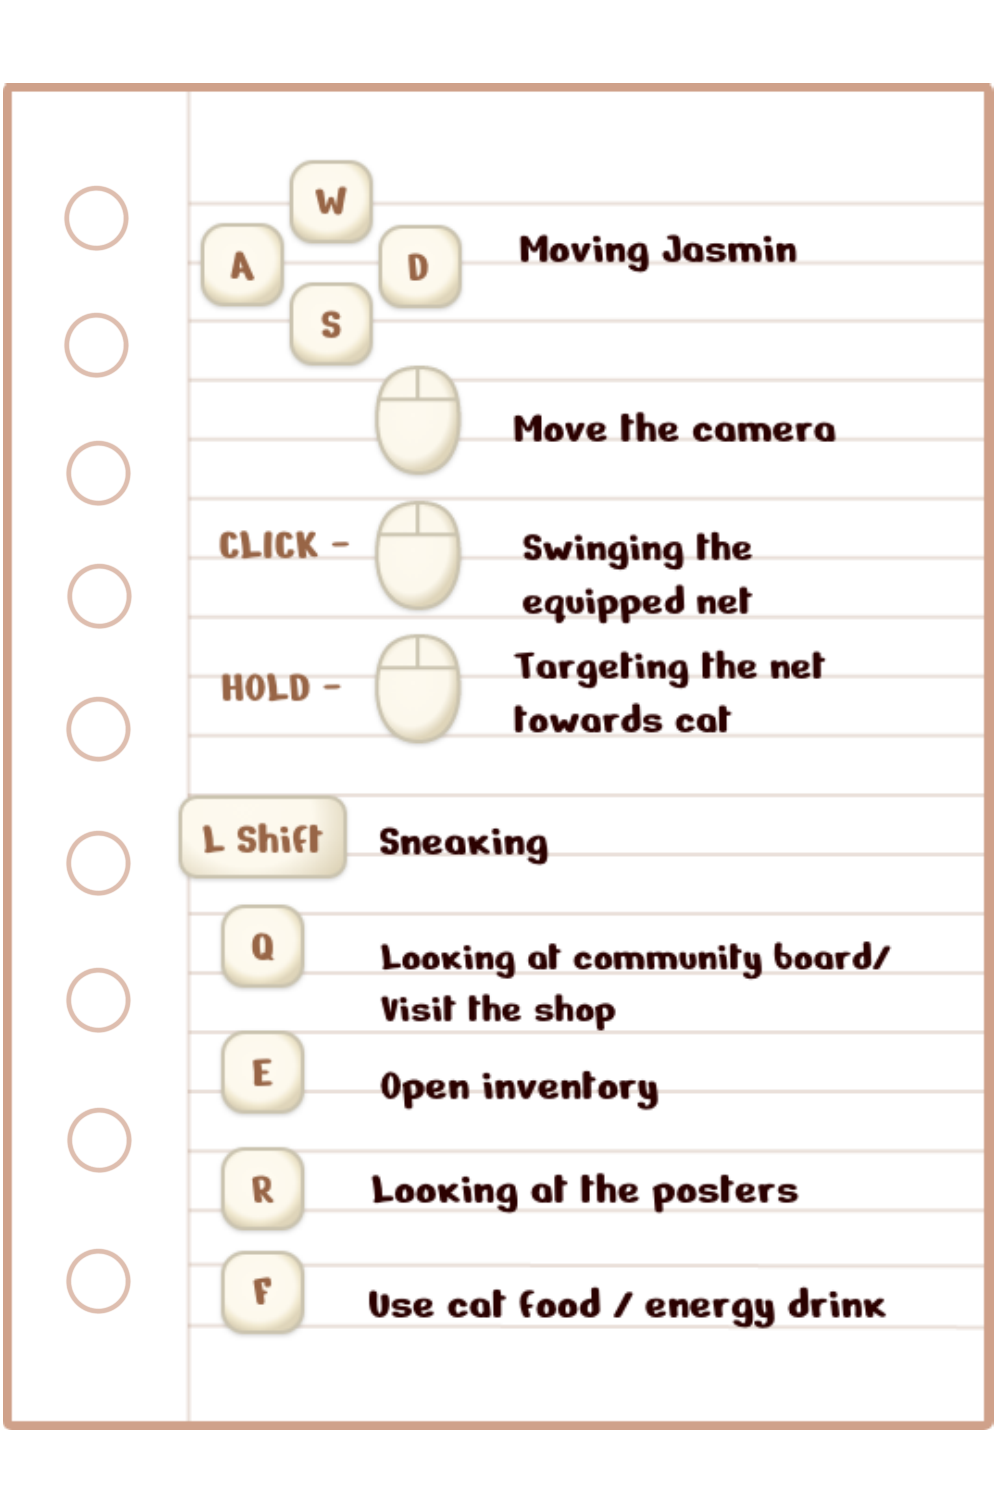 W
A D Moving Jasmin
S
Move the camera
CLICK - Swinging the
equipped net
HOLD - Targeting the net
towards cat
L Shift Sneaking
Q Looking at community board/
Visit the shop
E Open inventory
R Looking at the posters
F Use cat food / energy drink